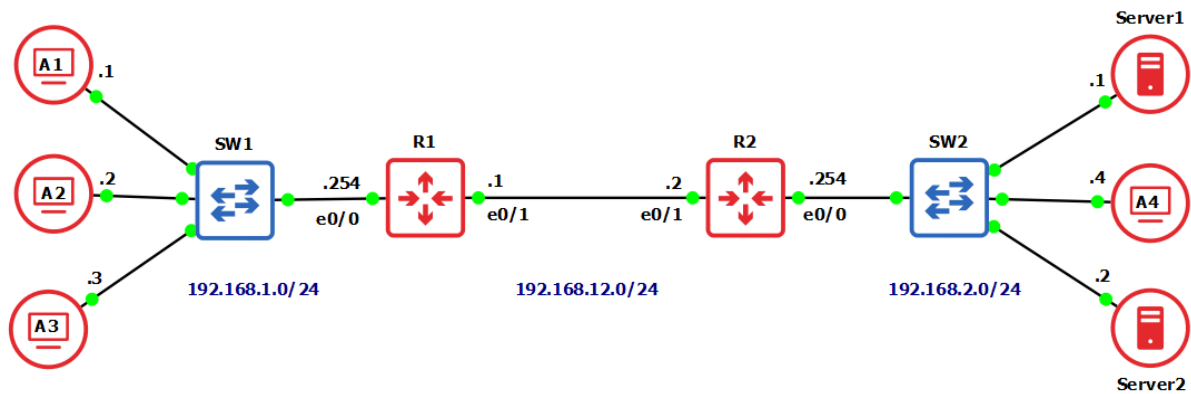 Server1
A1
.1
.1
SW1
R1
R2
SW2
A2
.2
.254
.1
.2
.254
.4
A4
e0/0
e0/1
e0/1
e0/0
.3
.2
192.168.1.0/24
192.168.12.0/24
192.168.2.0/24
A3
Server2